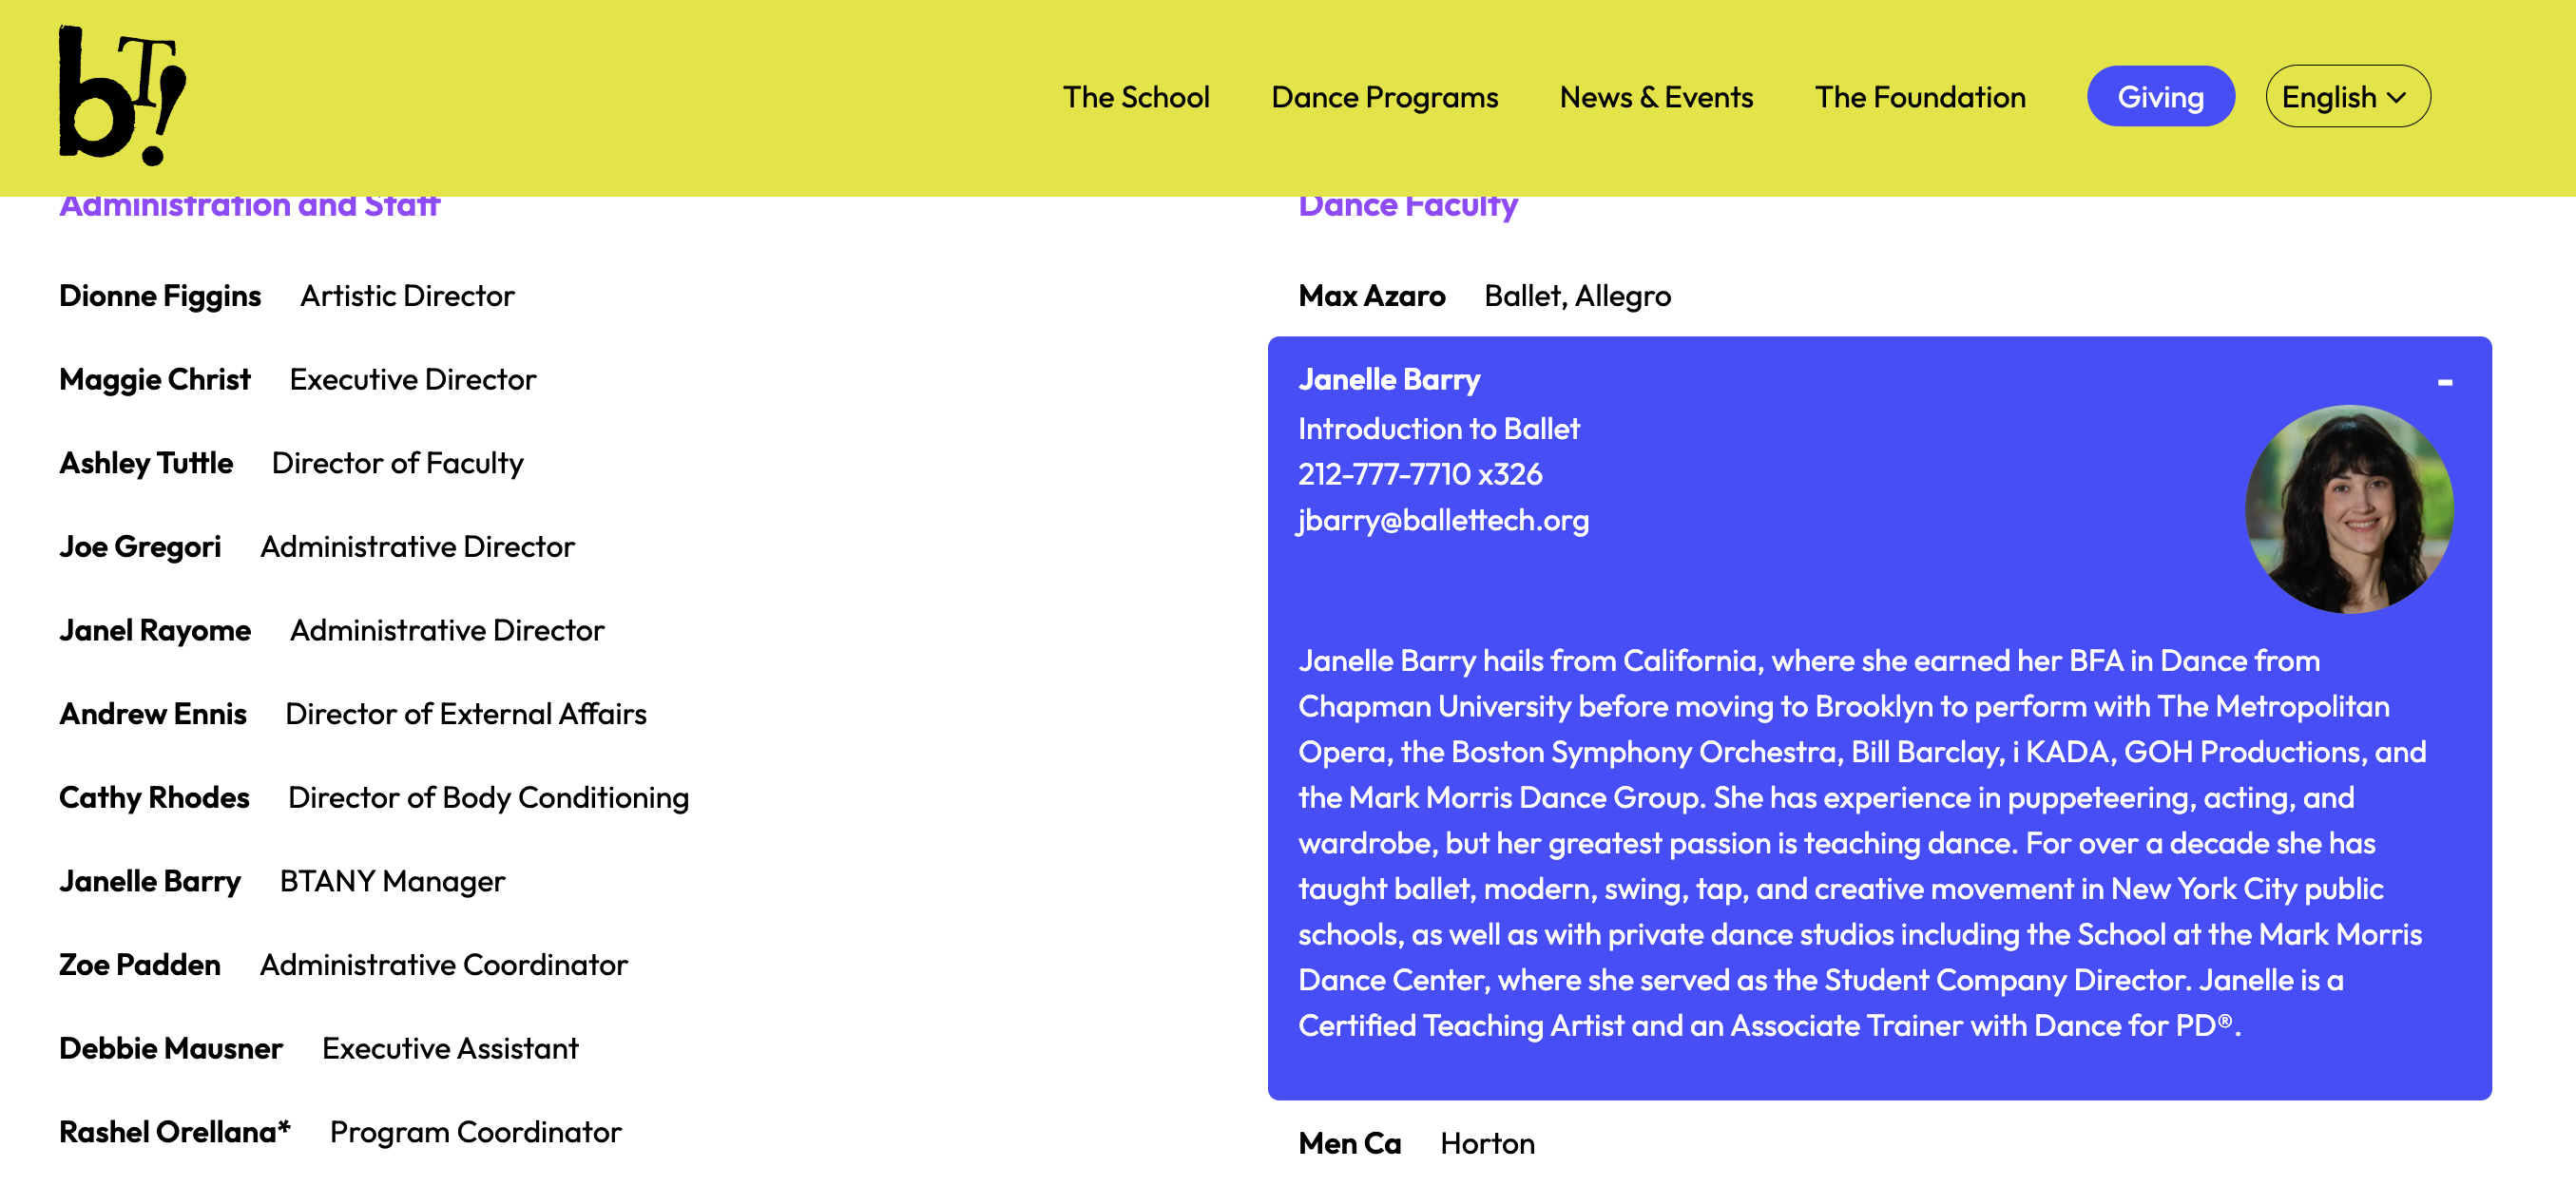 bT!
The School
Dance Programs
News & Events
The Foundation
Giving
English
Administration and Staff
Dionne Figgins Artistic Director
Maggie Christ Executive Director
Ashley Tuttle Director of Faculty
Joe Gregori Administrative Director
Janel Rayome Administrative Director
Andrew Ennis Director of External Affairs
Cathy Rhodes Director of Body Conditioning
Janelle Barry BTANY Manager
Zoe Padden Administrative Coordinator
Debbie Mausner Executive Assistant
Rashel Orellana* Program Coordinator
Dance Faculty
Max Azaro Ballet, Allegro
Janelle Barry -
Introduction to Ballet
212-777-7710 x326
jbarry@ballettech.org
Janelle Barry hails from California, where she earned her BFA in Dance from
Chapman University before moving to Brooklyn to perform with The Metropolitan
Opera, the Boston Symphony Orchestra, Bill Barclay, i KADA, GOH Productions, and
the Mark Morris Dance Group. She has experience in puppeteering, acting, and
wardrobe, but her greatest passion is teaching dance. For over a decade she has
taught ballet, modern, swing, tap, and creative movement in New York City public
schools, as well as with private dance studios including the School at the Mark Morris
Dance Center, where she served as the Student Company Director. Janelle is a
Certified Teaching Artist and an Associate Trainer with Dance for PD®.
Men Ca Horton